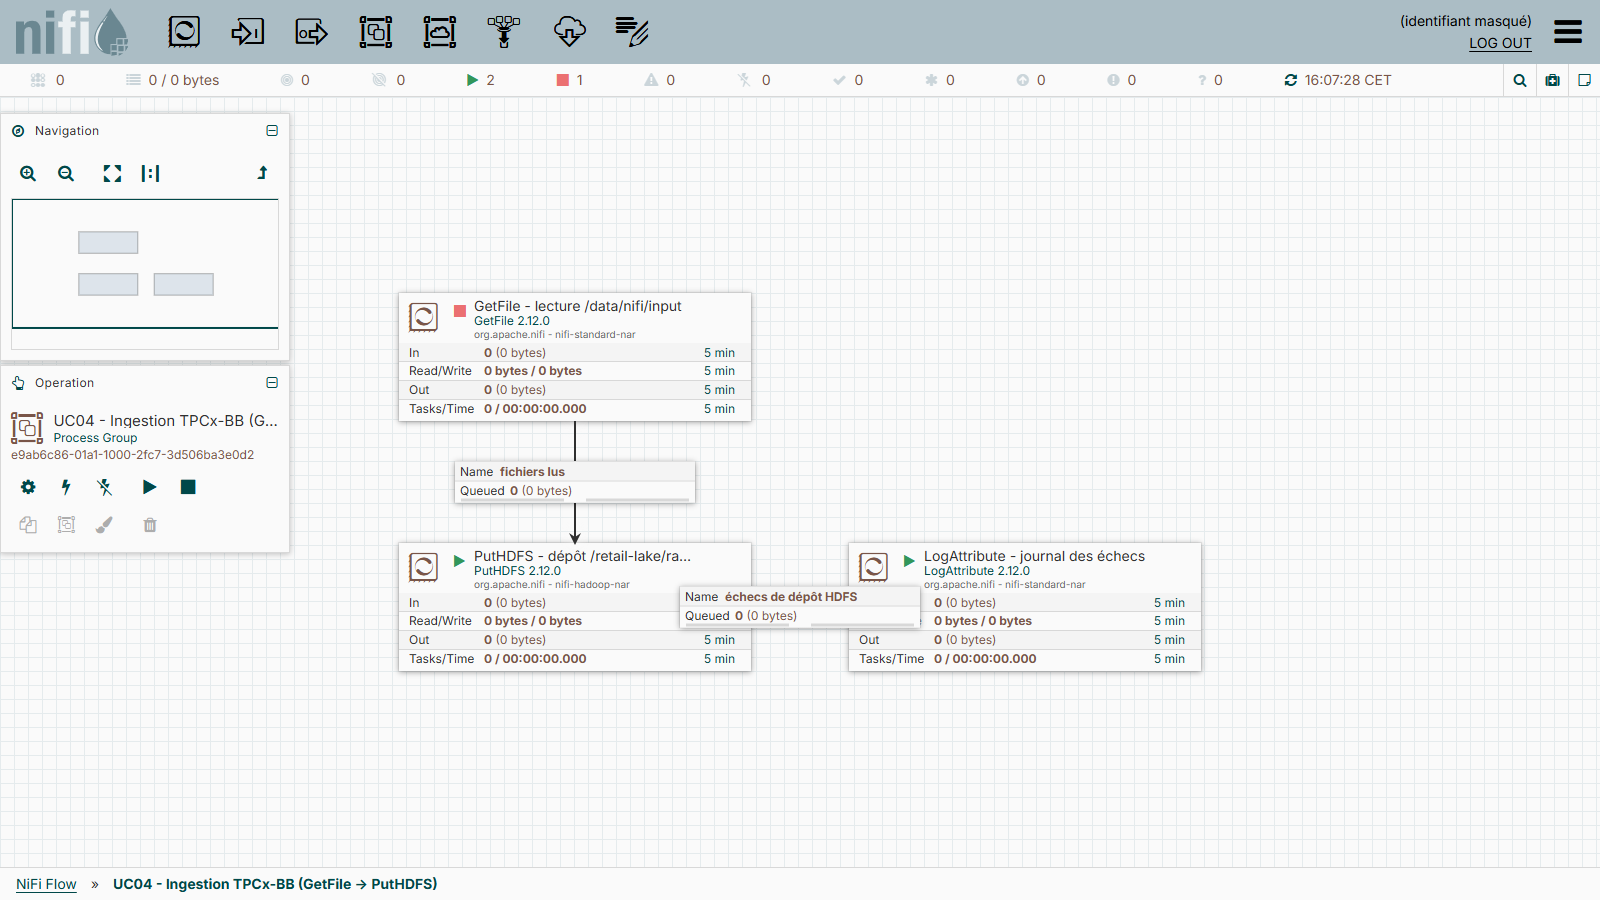 nifi
(identifiant masqué)
LOG OUT
0
0 / 0 bytes
0
0
2
1
0
0
0
0
0
0
0
16:07:28 CET
Navigation
Operation
UC04 - Ingestion TPCx-BB (G...
Process Group
e9ab6c86-01a1-1000-2fc7-3d506ba3e0d2
GetFile - lecture /data/nifi/input
GetFile 2.12.0
org.apache.nifi - nifi-standard-nar
In 0 (0 bytes) 5 min
Read/Write 0 bytes / 0 bytes 5 min
Out 0 (0 bytes) 5 min
Tasks/Time 0 / 00:00:00.000 5 min
Name fichiers lus
Queued 0 (0 bytes)
PutHDFS - dépôt /retail-lake/ra...
PutHDFS 2.12.0
org.apache.nifi - nifi-hadoop-nar
In 0 (0 bytes)
Read/Write 0 bytes / 0 bytes
Out 0 (0 bytes) 5 min
Tasks/Time 0 / 00:00:00.000 5 min
Name échecs de dépôt HDFS
Queued 0 (0 bytes)
LogAttribute - journal des échecs
LogAttribute 2.12.0
org.apache.nifi - nifi-standard-nar
0 (0 bytes) 5 min
0 bytes / 0 bytes 5 min
Out 0 (0 bytes) 5 min
Tasks/Time 0 / 00:00:00.000 5 min
NiFi Flow » UC04 - Ingestion TPCx-BB (GetFile → PutHDFS)